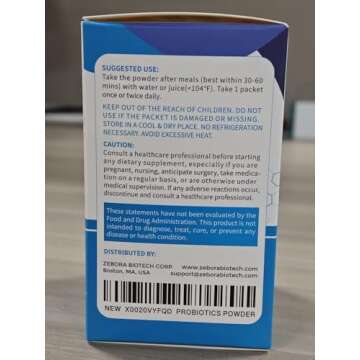 SUGGESTED USE:
Take the powder after meals (best within 30-60
mins) with water or juice(<104°F). Take 1 packet
once or twice daily.
KEEP OUT OF THE REACH OF CHILDREN. DO NOT
USE IF THE PACKET IS DAMAGED OR MISSING.
STORE IN A COOL & DRY PLACE. NO REFRIGERATION
NECESSARY. AVOID EXCESSIVE HEAT.
CAUTION:
Consult a healthcare professional before starting
any dietary supplement, especially if you are
pregnant, nursing, anticipate surgery, take medica-
tion on a regular basis, or are otherwise under
medical supervision. If any adverse reactions occur,
discontinue and consult a healthcare professional.
These statements have not been evaluated by the
Food and Drug Administration. This product is not
intended to diagnose, treat, cure, or prevent any
disease or health condition.
DISTRIBUTED BY:
ZEBORA BIOTECH CORP. www.zeborabiotech.com
Boston, MA, USA support@zeborabiotech.com
NEW X0020VYFQD PROBIOTICS POWDER